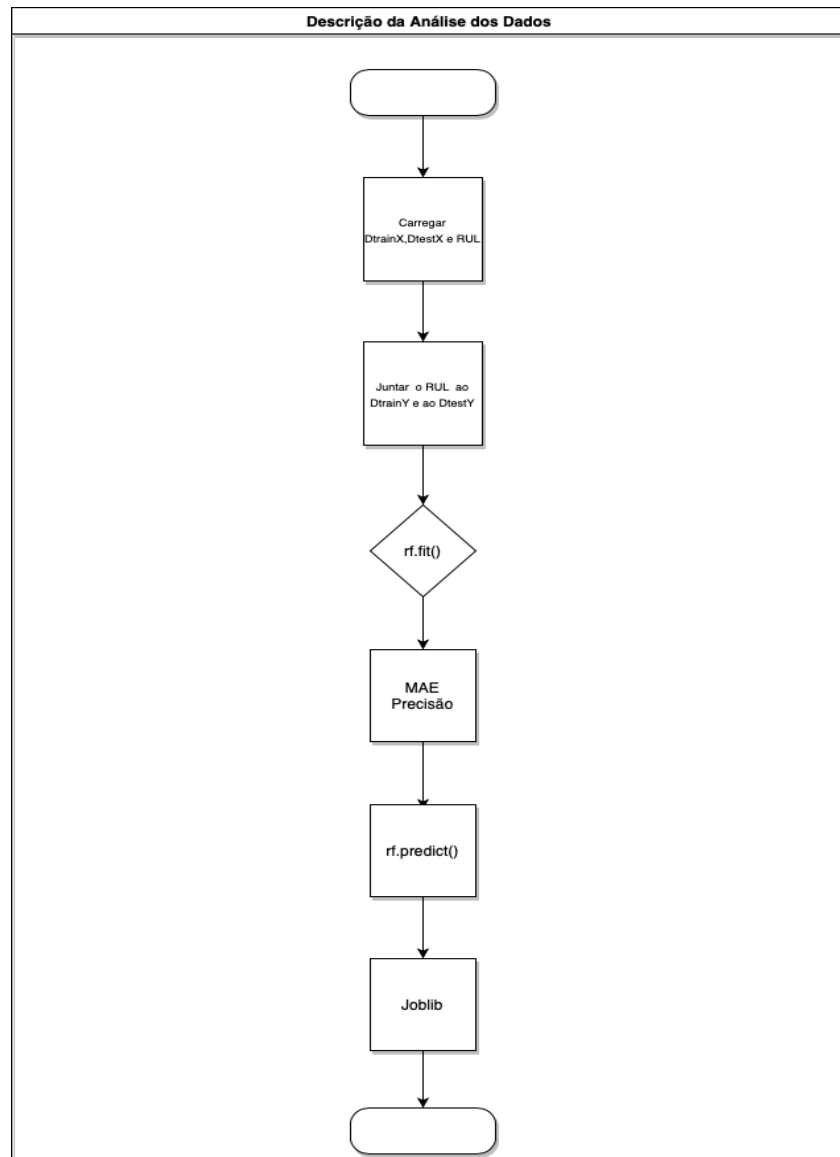 Descrição da Análise dos Dados
Carregar
DtrainX,DtestX e RUL
Juntar o RUL ao
DtrainY e ao DtestY
rf.fit()
MAE
Precisão
rf.predict()
Joblib